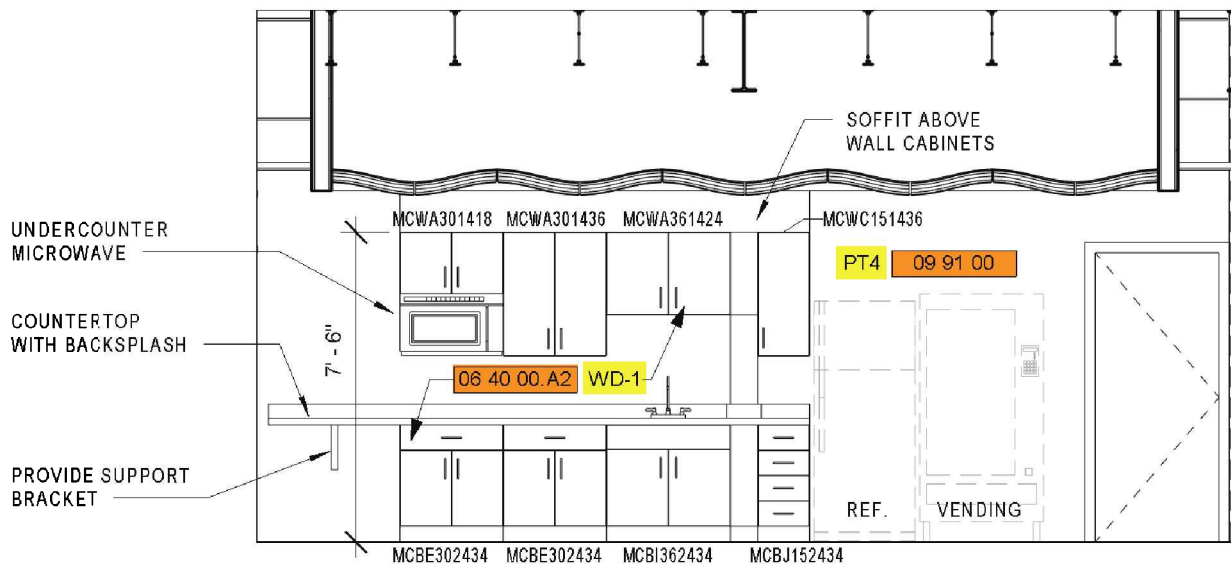 SOFFIT ABOVE
WALL CABINETS
MCWA301418 MCWA301436 MCWA361424 MCWC151436
UNDERCOUNTER
MICROWAVE
PT4 09 91 00
COUNTERTOP
WITH BACKSPLASH
7' - 6"
06 40 00.A2 WD-1
PROVIDE SUPPORT
BRACKET
REF. VENDING
MCBE302434 MCBE302434 MCBI362434 MCBJ152434